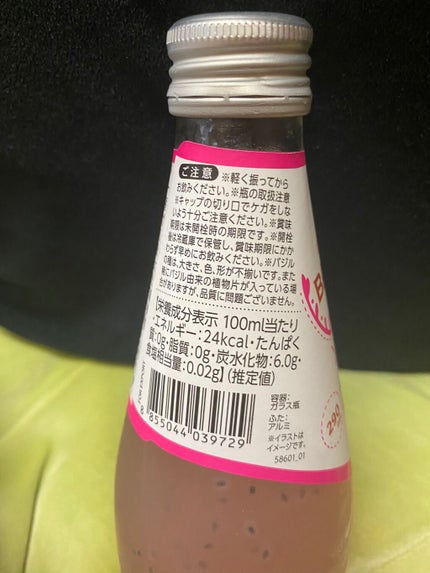 ご注意 ※軽く振ってから
お飲みください。※瓶の取扱注意
※キャップの切り口でケガをしな
いよう十分ご注意ください。※賞味
期限は未開栓時の期限です。※開栓
後は冷蔵庫で保管し、賞味期限にかか
わらず早めにお飲みください。※バジル
の種は、大きさ、色、形が不揃いです。また
種にバジル由来の植物片が入っている場
合がありますが、品質に問題ございません。
【栄養成分表示 100ml当たり
・エネルギー:24kcal・たんぱく
質:0g・脂質:0g・炭水化物:6.0g・
食塩相当量:0.02g】(推定値)
855044 039729
容器:
ガラス瓶
ふた:
アルミ
※イラストは
イメージです。
58601_01
B
290